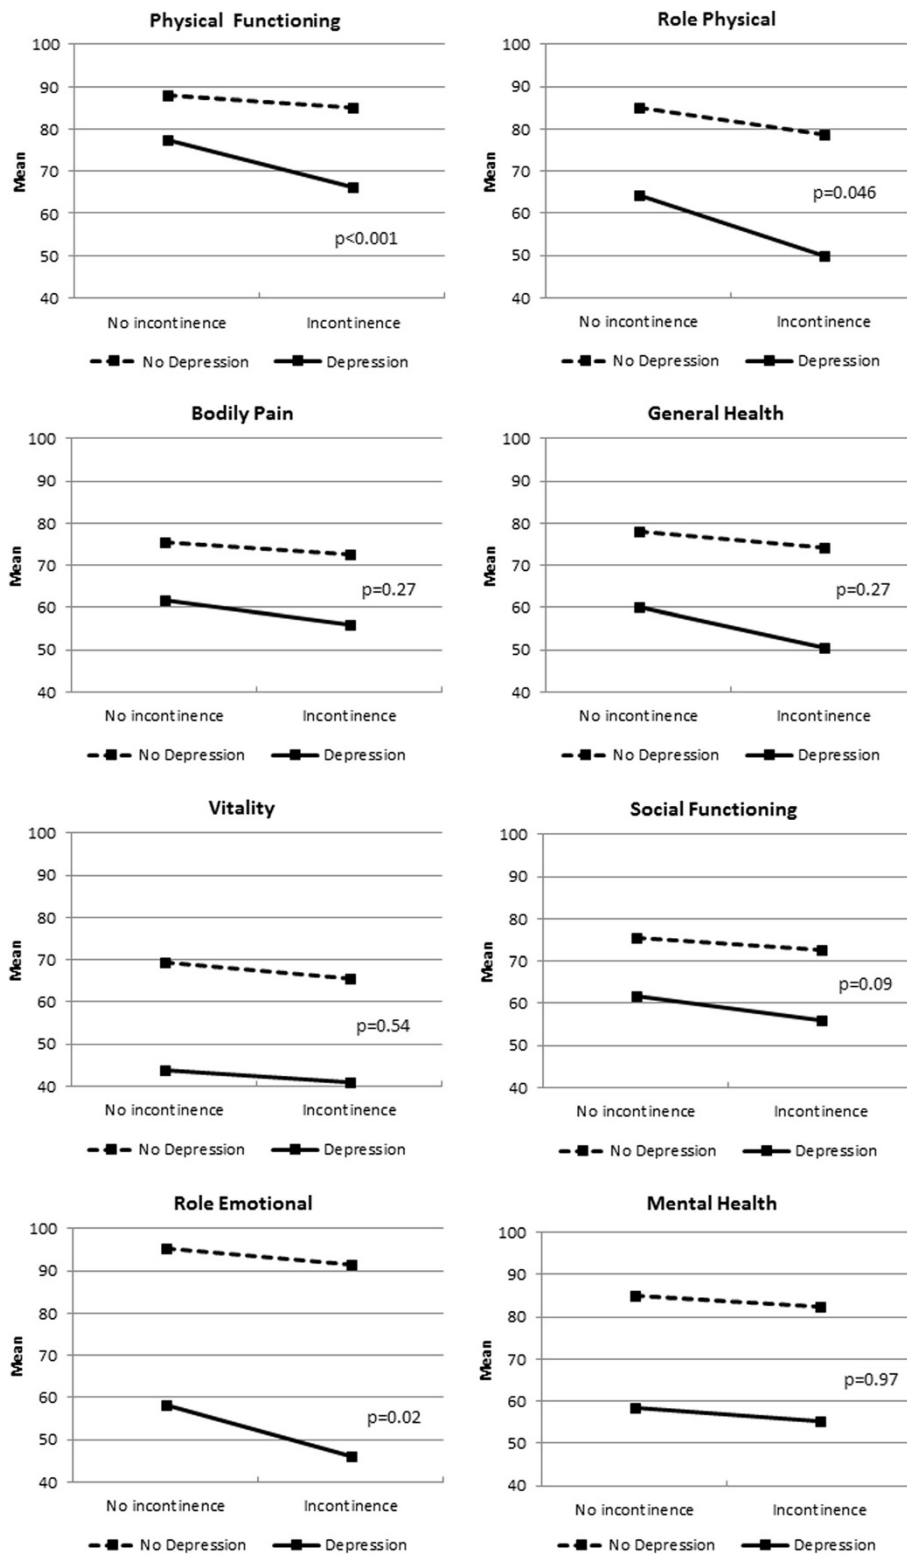 Physical Functioning
100
90
80
70
60
50
40
Mean
p<0.001
No incontinence Incontinence
No Depression Depression
Role Physical
100
90
80
70
60
50
40
Mean
p=0.046
No incontinence Incontinence
No Depression Depression
Bodily Pain
100
90
80
70
60
50
40
Mean
p=0.27
No incontinence Incontinence
No Depression Depression
General Health
100
90
80
70
60
50
40
Mean
p=0.27
No incontinence Incontinence
No Depression Depression
Vitality
100
90
80
70
60
50
40
Mean
p=0.54
No incontinence Incontinence
No Depression Depression
Social Functioning
100
90
80
70
60
50
40
Mean
p=0.09
No incontinence Incontinence
No Depression Depression
Role Emotional
100
90
80
70
60
50
40
Mean
p=0.02
No incontinence Incontinence
No Depression Depression
Mental Health
100
90
80
70
60
50
40
Mean
p=0.97
No incontinence Incontinence
No Depression Depression